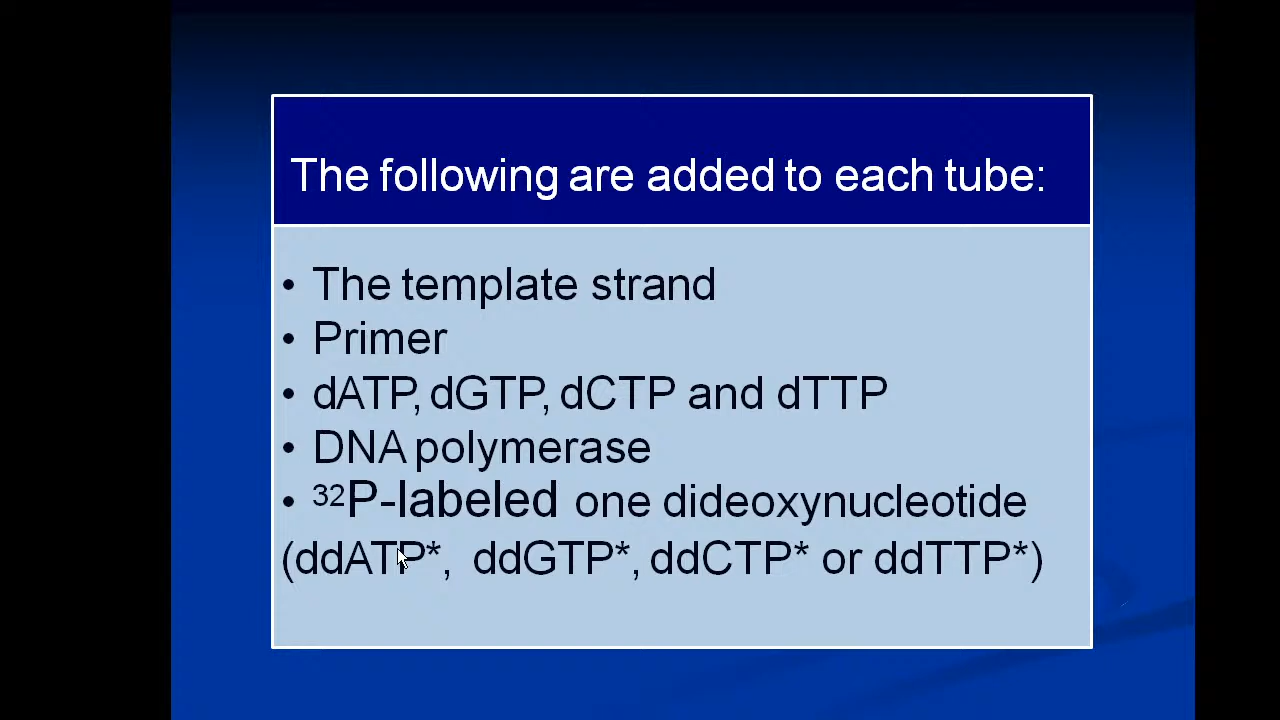 The following are added to each tube:
• The template strand
• Primer
• dATP, dGTP, dCTP and dTTP
• DNA polymerase
• ³²P-labeled one dideoxynucleotide
(ddATP*, ddGTP*, ddCTP* or ddTTP*)